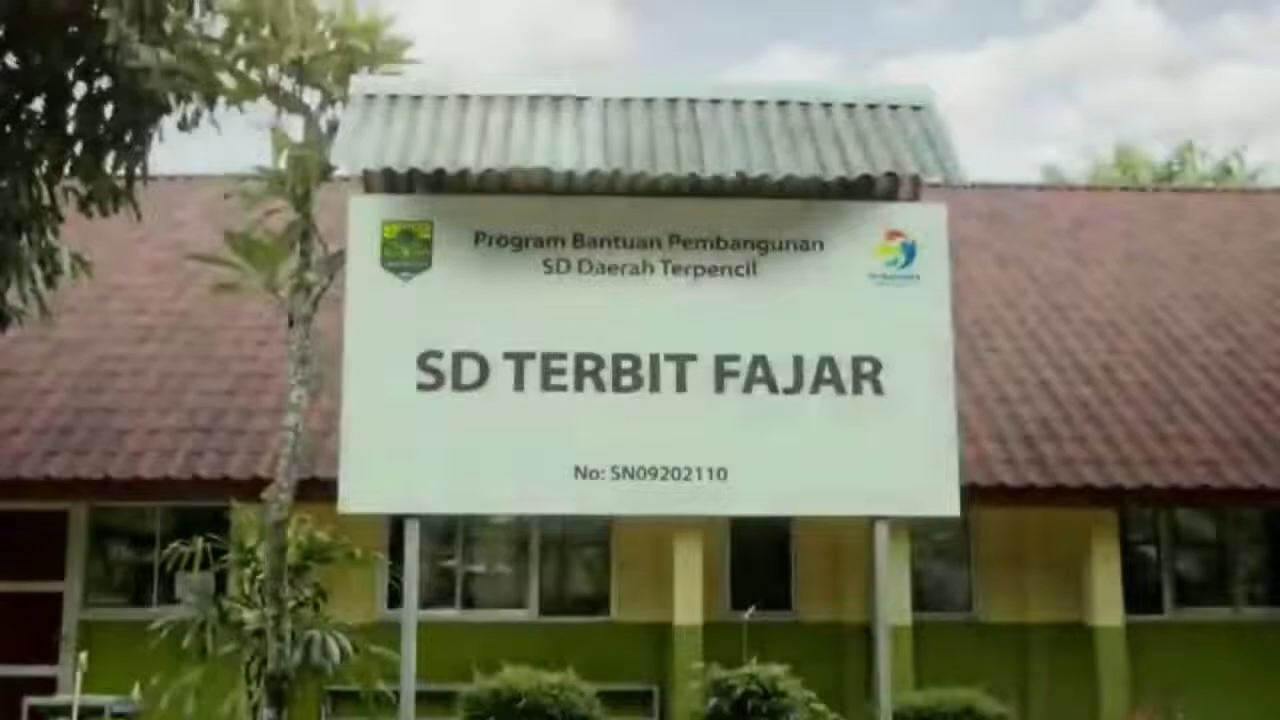 Program Bantuan Pembangunan
SD Daerah Terpencil
SD TERBIT FAJAR
No: SN09202110